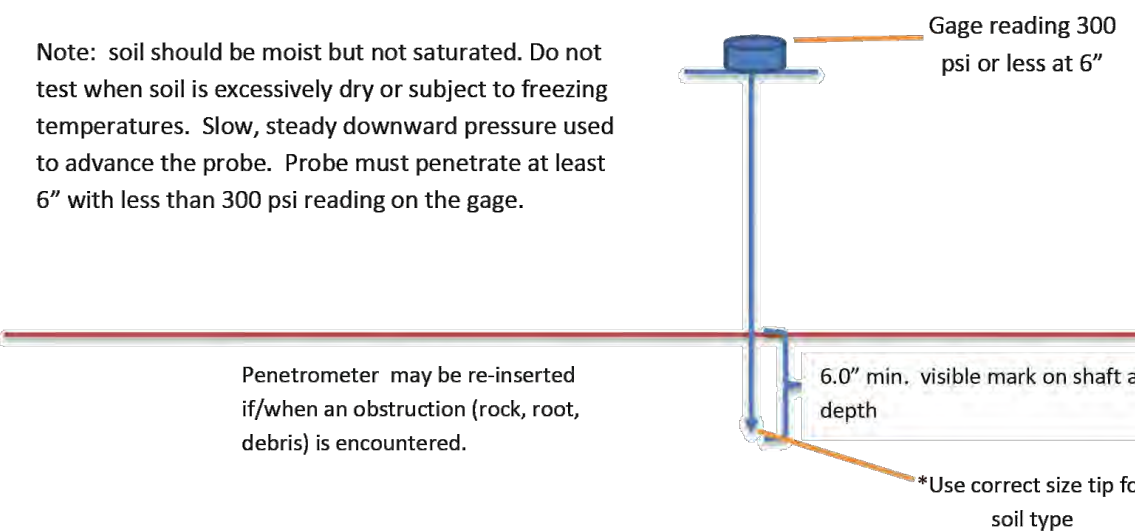 Note: soil should be moist but not saturated. Do not
test when soil is excessively dry or subject to freezing
temperatures. Slow, steady downward pressure used
to advance the probe. Probe must penetrate at least
6” with less than 300 psi reading on the gage.
Gage reading 300
psi or less at 6”
Penetrometer may be re-inserted
if/when an obstruction (rock, root,
debris) is encountered.
6.0” min. visible mark on shaft
depth
*Use correct size tip
soil type